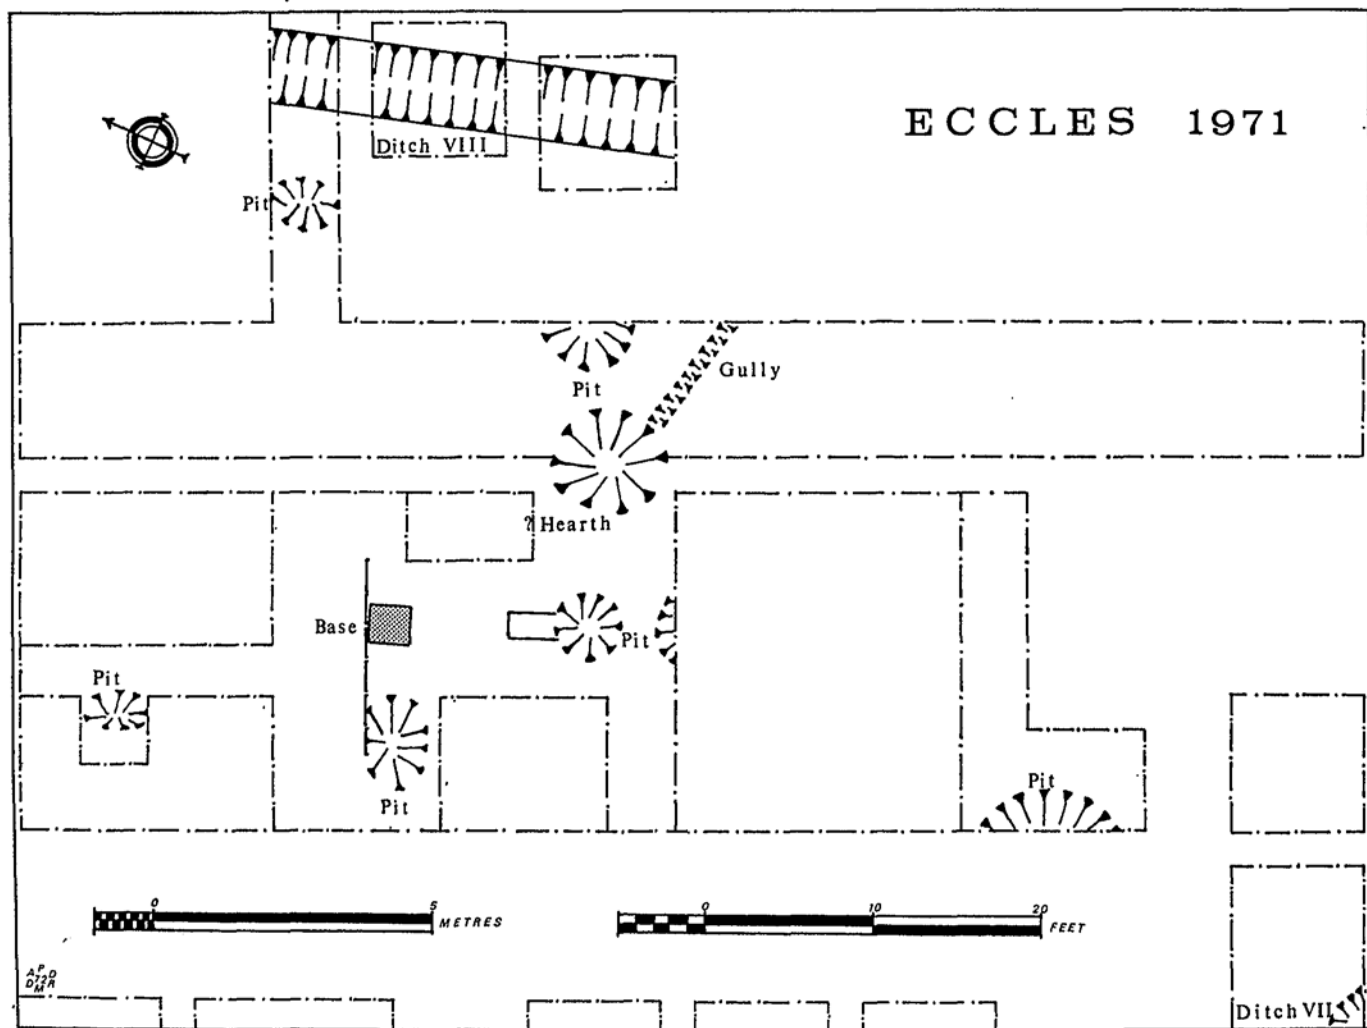 ECCLES 1971
Ditch VIII
Pit
Pit
Gully
? Hearth
Base
Pit
Pit
Pit
Pit
0 5 METRES
0 10 20 FEET
Ditch VII